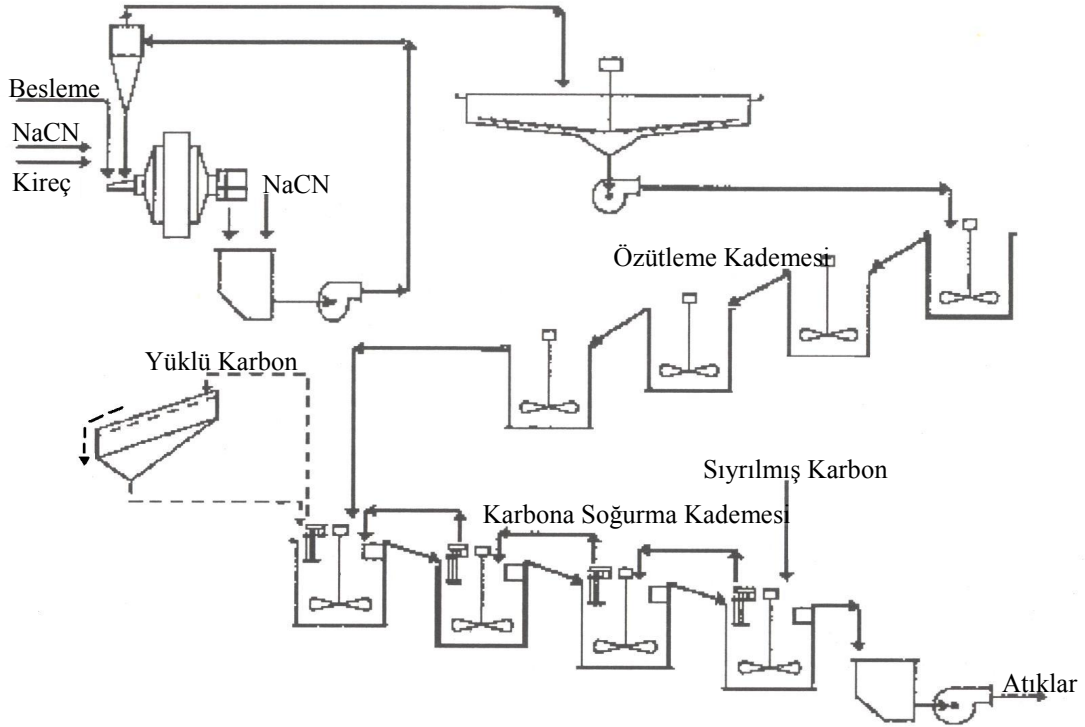 Besleme
NaCN
Kireç
NaCN
Özütleme Kademesi
Yüklü Karbon
Sıyrılmış Karbon
Karbona Soğurma Kademesi
Atıklar